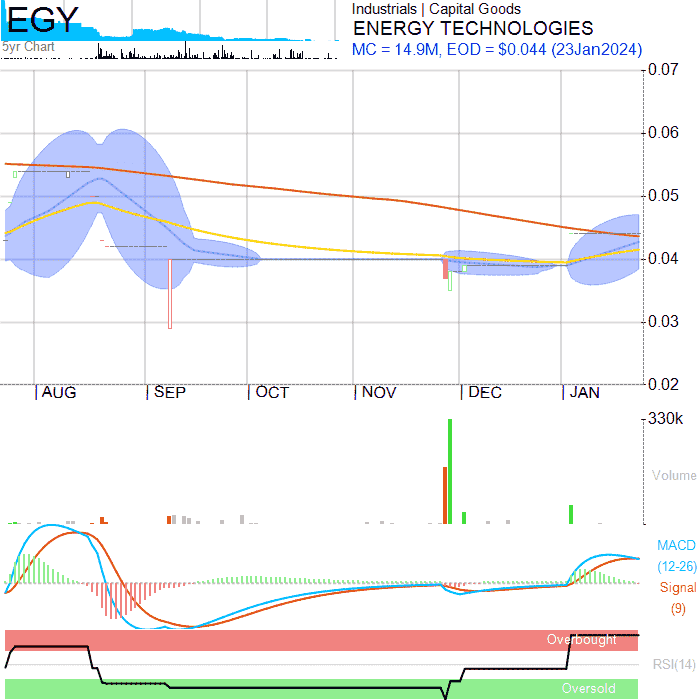 EGY
5yr Chart
Industrials | Capital Goods
ENERGY TECHNOLOGIES
MC = 14.9M, EOD = $0.044 (23Jan2024)
0.07
0.06
0.05
0.04
0.03
0.02
AUG SEP OCT NOV DEC JAN
330k
Volume
MACD
(12-26)
Signal
(9)
Overbought
RSI(14)
Oversold